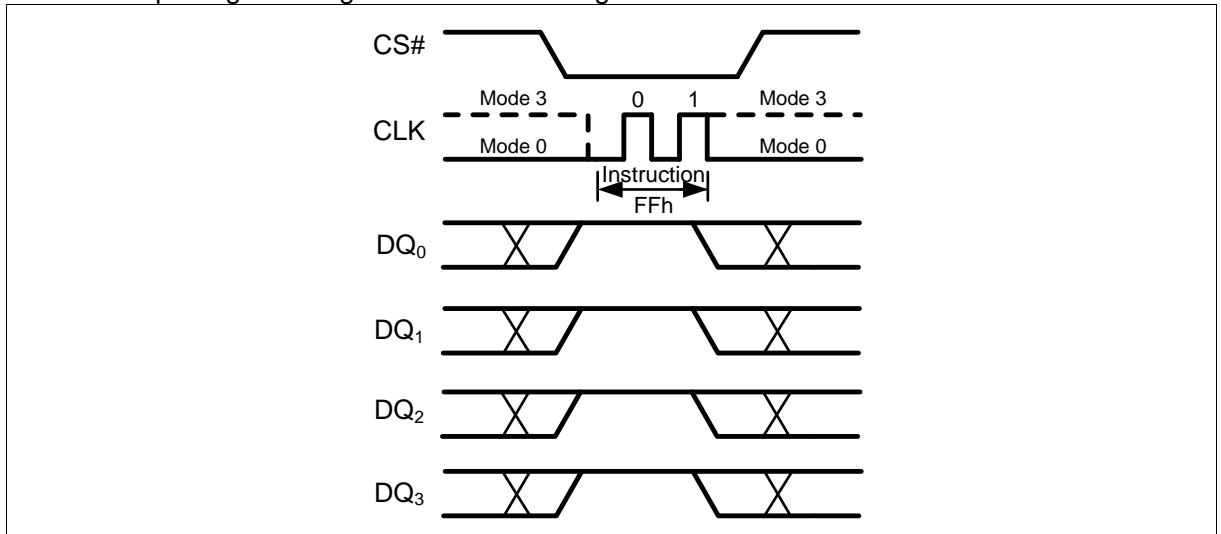 CS#
Mode 3 0 1 Mode 3
CLK
Mode 0 Mode 0
Instruction
FFh
DQ0
DQ1
DQ2
DQ3